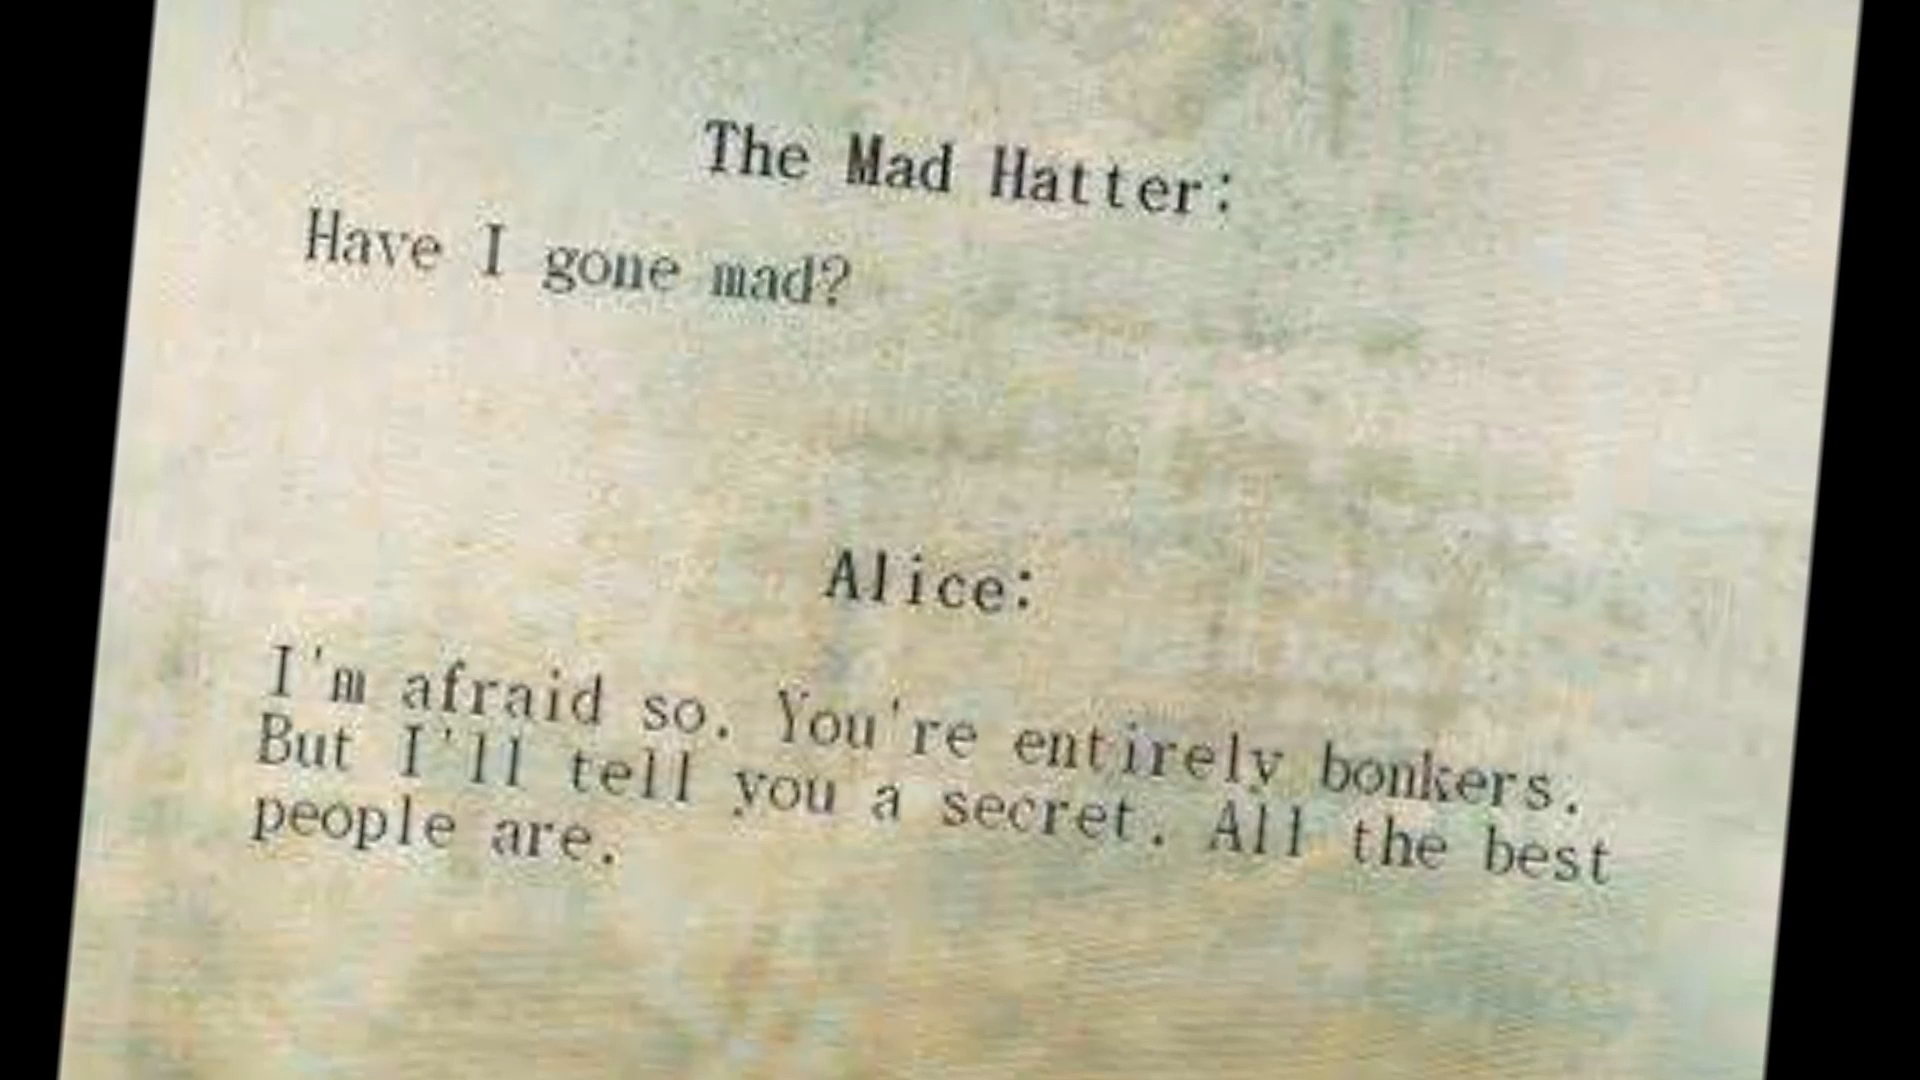 The Mad Hatter:
Have I gone mad?
Alice:
I'm afraid so. You're entirely bonkers.
But I'll tell you a secret. All the best
people are.